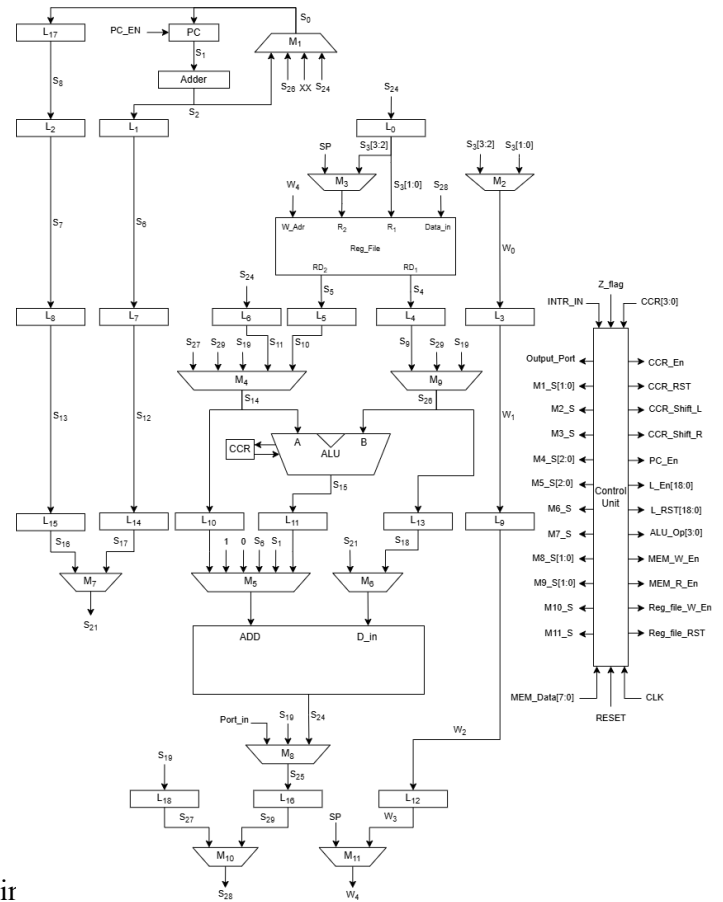 S0
L17
PC_EN
PC
M1
S1
S26 XX S24
Adder
S8
S2
S24
L2
L1
L0
SP
S3[3:2]
S3[3:2]
S3[1:0]
M3
M2
W4
S3[1:0]
S28
W_Adr
R2
R1
Data_in
S7
S6
Reg_File
W0
RD2
RD1
Z_flag
S24
S5
S4
INTR_IN
CCR[3:0]
L8
L7
L6
L5
L4
L3
S27
S29
S19
S11
S10
S9
S29
S19
Output_Port
CCR_En
M4
M9
M1_S[1:0]
CCR_RST
S14
S26
M2_S
CCR_Shift_L
S13
S12
W1
M3_S
CCR_Shift_R
A
B
CCR
ALU
M4_S[2:0]
PC_En
S15
M5_S[2:0]
Control
Unit
L_En[18:0]
L15
L14
L10
L11
L13
L9
M6_S
L_RST[18:0]
S16
S17
1
0
S6
S1
S21
S18
M7_S
ALU_Op[3:0]
M7
M5
M6
M8_S[1:0]
MEM_W_En
M9_S[1:0]
MEM_R_En
S21
M10_S
Reg_file_W_En
ADD
D_in
M11_S
Reg_file_RST
MEM_Data[7:0]
CLK
S24
RESET
Port_in
S19
W2
M8
S19
S25
L18
L16
L12
S27
S29
SP
W3
M10
M11
S28
W4